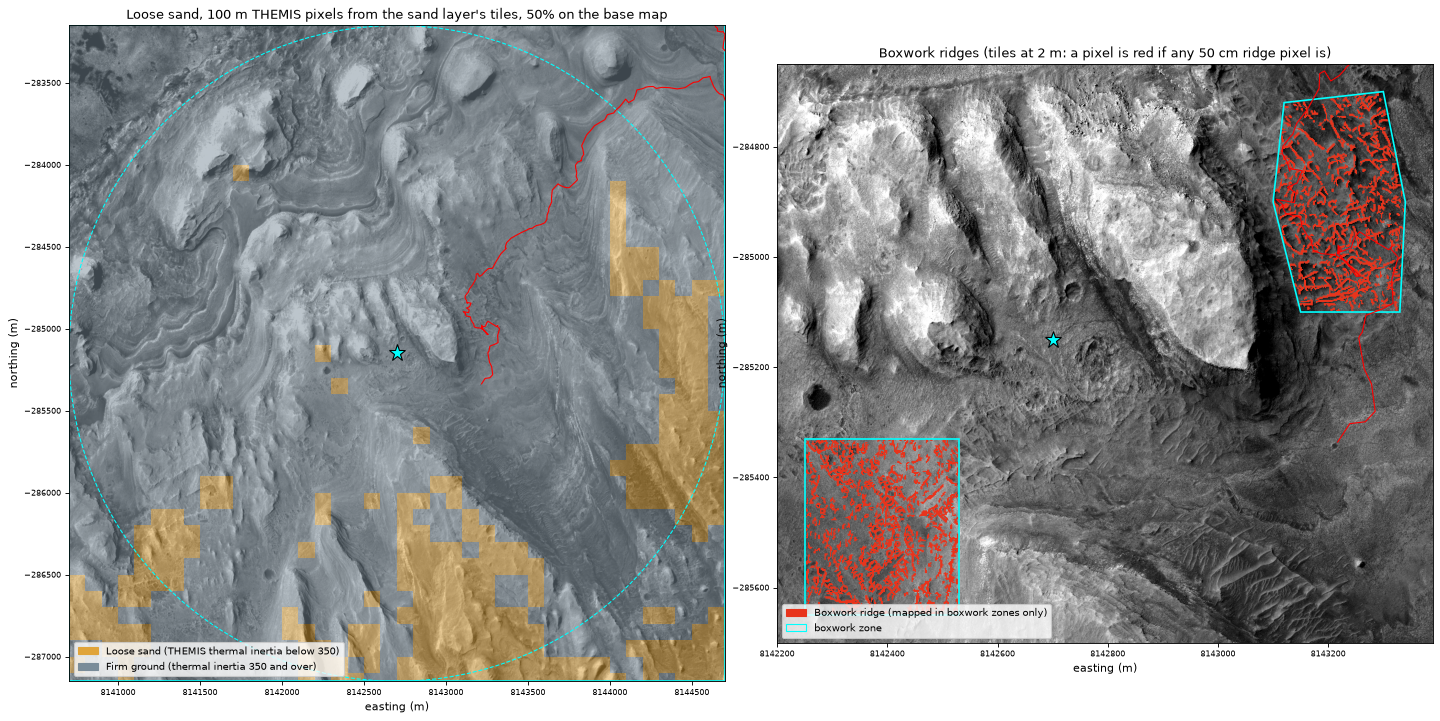 Loose sand, 100 m THEMIS pixels from the sand layer's tiles, 50% on the base map
−283500
−284000
−284500
−285000
−285500
−286000
−286500
−287000
northing (m)
Loose sand (THEMIS thermal inertia below 350)
Firm ground (thermal inertia 350 and over)
8141000
8141500
8142000
8142500
8143000
8143500
8144000
8144500
easting (m)
Boxwork ridges (tiles at 2 m: a pixel is red if any 50 cm ridge pixel is)
−284800
−285000
−285200
−285400
−285600
northing (m)
Boxwork ridge (mapped in boxwork zones only)
boxwork zone
8142200
8142400
8142600
8142800
8143000
8143200
easting (m)